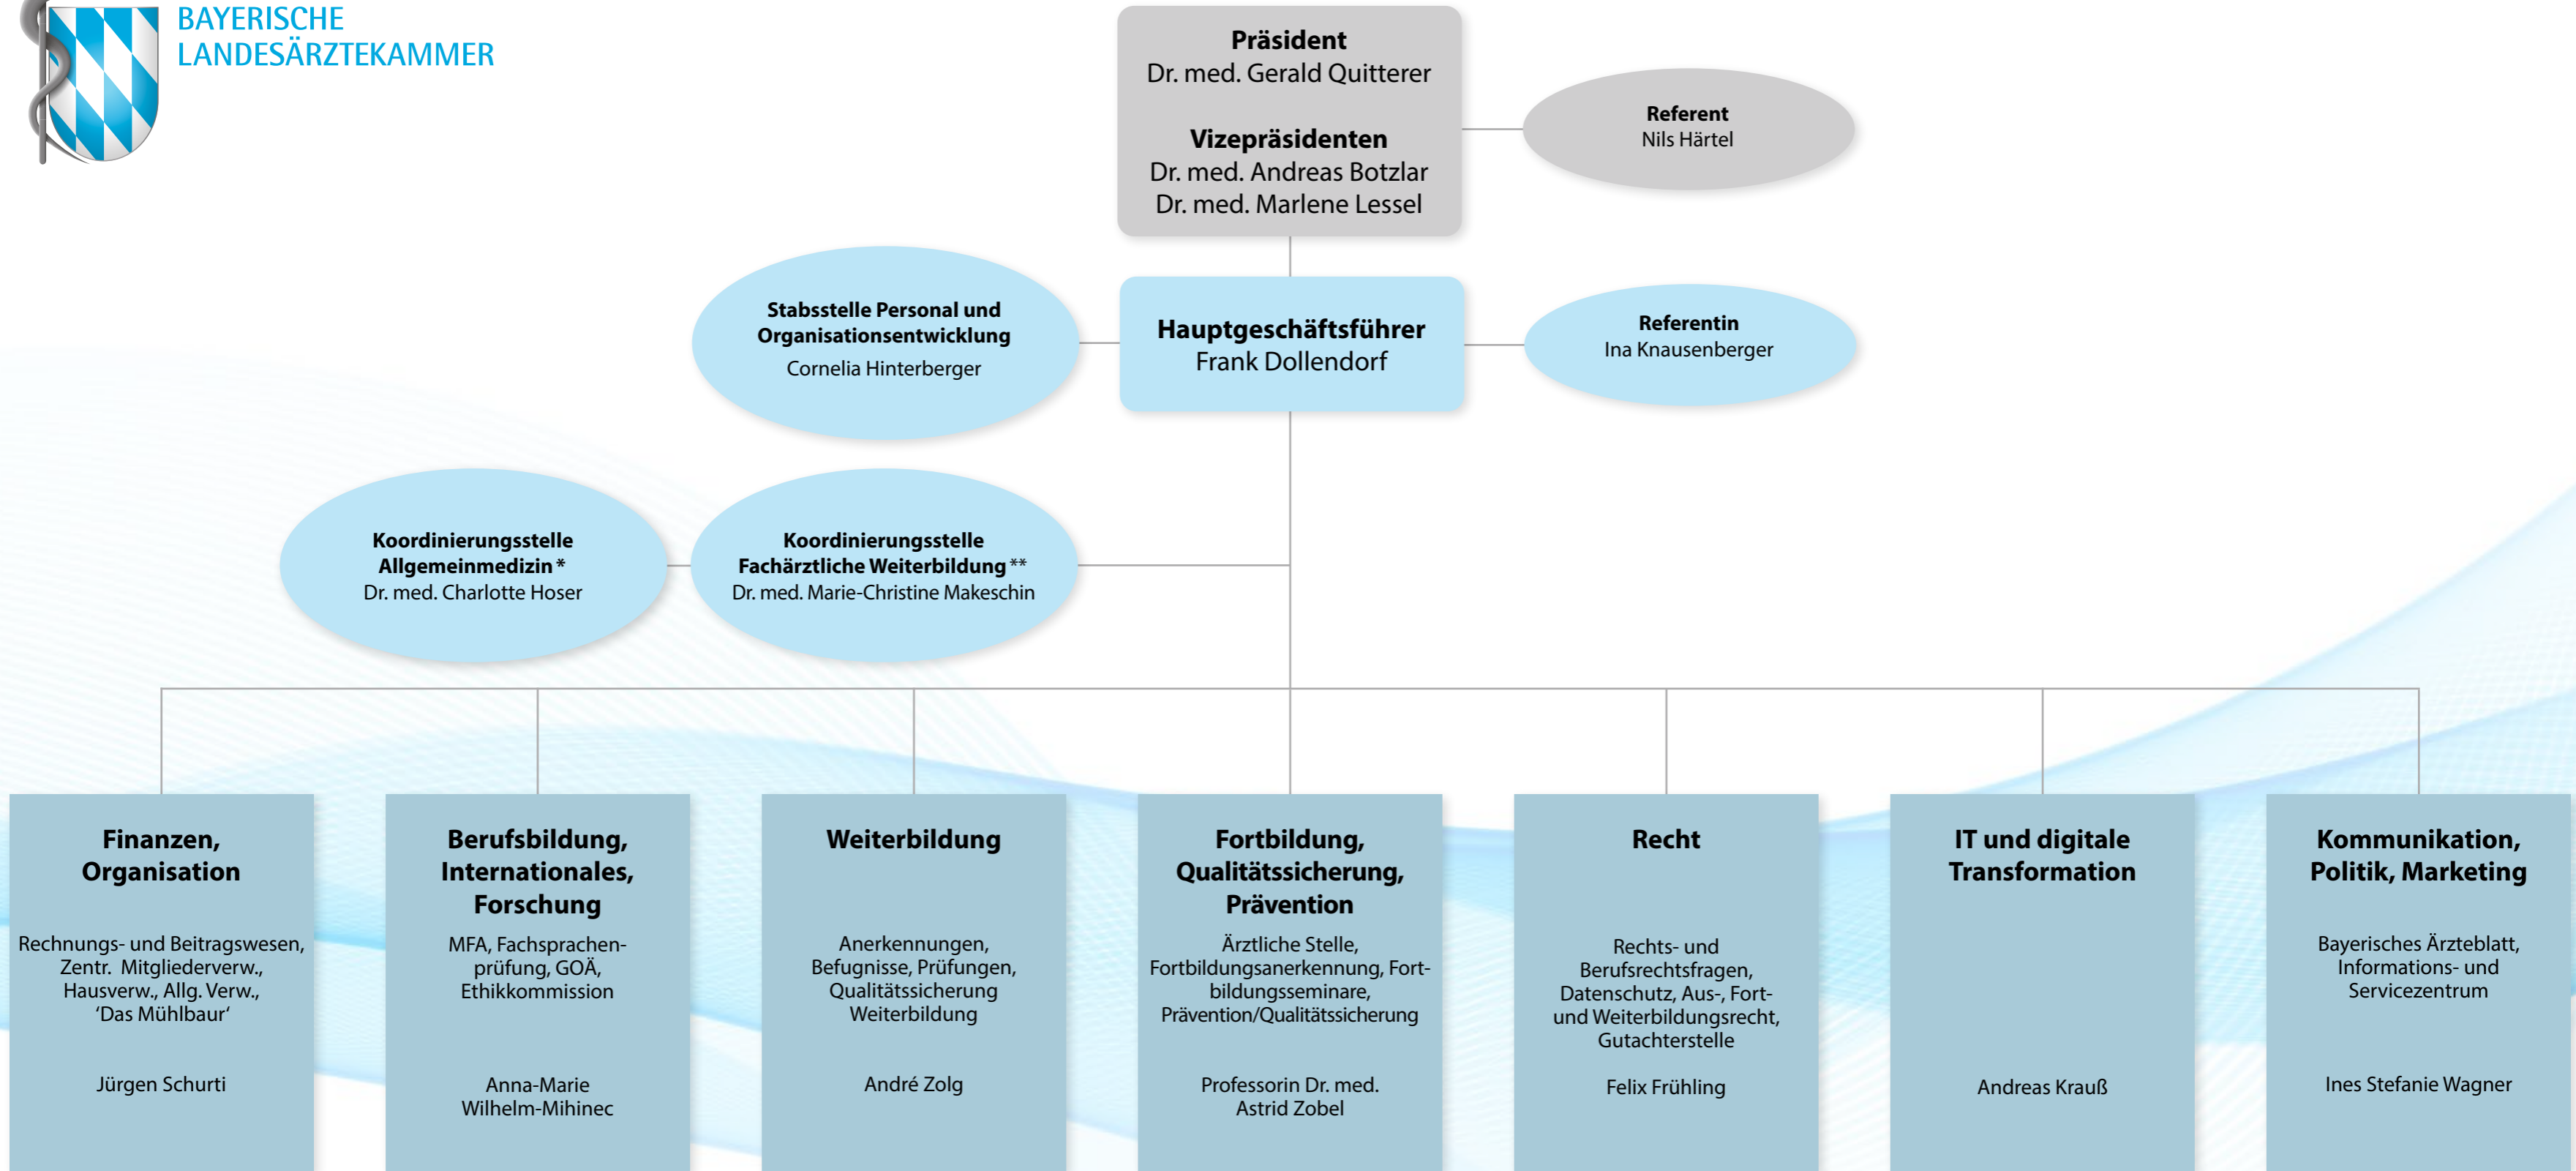 BAYERISCHE
LANDESÄRZTEKAMMER
Präsident
Dr. med. Gerald Quitterer
Vizepräsidenten
Dr. med. Andreas Botzlar
Dr. med. Marlene Lessel
Referent
Nils Härtel
Stabsstelle Personal und
Organisationsentwicklung
Cornelia Hinterberger
Hauptgeschäftsführer
Frank Dollendorf
Referentin
Ina Knausenberger
Koordinierungsstelle
Allgemeinmedizin *
Dr. med. Charlotte Hoser
Koordinierungsstelle
Fachärztliche Weiterbildung **
Dr. med. Marie-Christine Makeschin
Finanzen,
Organisation
Rechnungs- und Beitragswesen,
Zentr. Mitgliederverw.,
Hausverw., Allg. Verw.,
‘Das Mühlbaur‘
Jürgen Schurti
Berufsbildung,
Internationales,
Forschung
MFA, Fachsprachen-
prüfung, GOÄ,
Ethikkommission
Anna-Marie
Wilhelm-Mihinec
Weiterbildung
Anerkennungen,
Befugnisse, Prüfungen,
Qualitätssicherung
Weiterbildung
André Zolg
Fortbildung,
Qualitätssicherung,
Prävention
Ärztliche Stelle,
Fortbildungsanerkennung, Fort-
bildungsseminare,
Prävention/Qualitätssicherung
Professorin Dr. med.
Astrid Zobel
Recht
Rechts- und
Berufsrechtsfragen,
Datenschutz, Aus-, Fort-
und Weiterbildungsrecht,
Gutachterstelle
Felix Frühling
IT und digitale
Transformation
Andreas Krauß
Kommunikation,
Politik, Marketing
Bayerisches Ärzteblatt,
Informations- und
Servicezentrum
Ines Stefanie Wagner